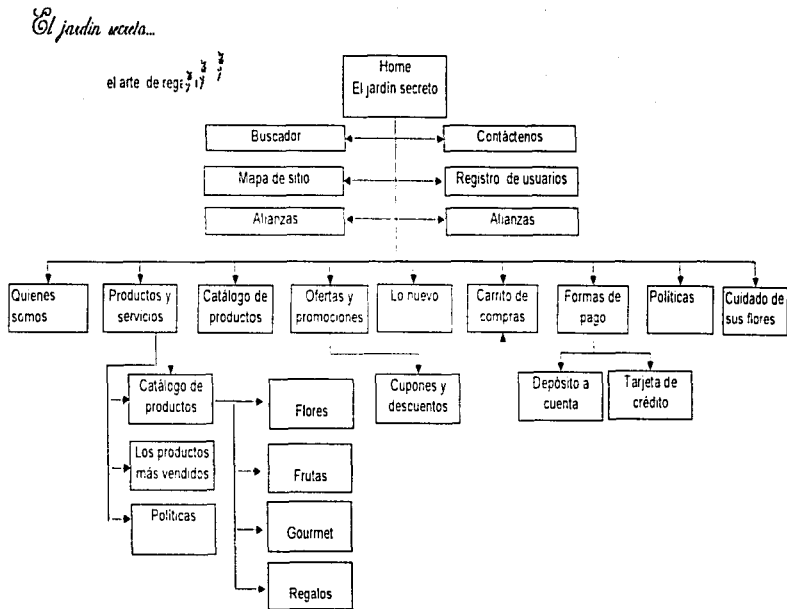 El jardin secreto...
el arte de
Home
El jardin secreto
Buscador
Contáctenos
Mapa de sitio
Registro de usuarios
Alianzas
Alianzas
Quienes
somos
Productos y
servicios
Catálogo de
productos
Ofertas y
promociones
Lo nuevo
Carrito de
compras
Formas de
pago
Políticas
Cuidado de
sus flores
Catálogo de
productos
Flores
Cupones y
descuentos
Depósito a
cuenta
Tarjeta de
crédito
Los productos
más vendidos
Frutas
Políticas
Gourmet
Regalos